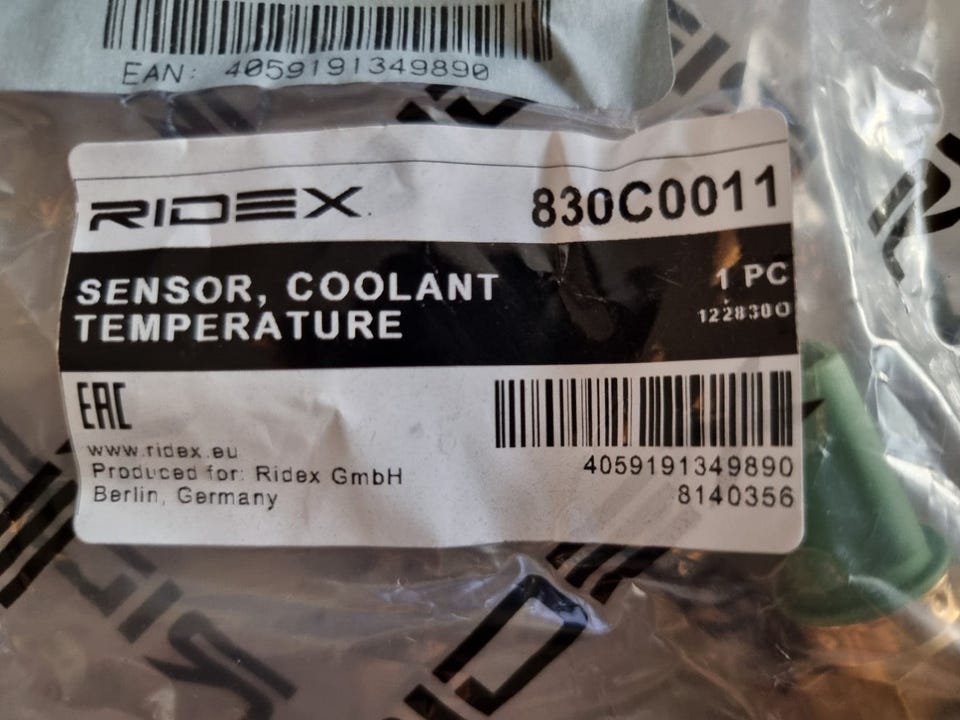 EAN: 4059191349890
RIDEX
830C0011
SENSOR, COOLANT
TEMPERATURE
1 PC
122830O
EAC
www.ridex.eu
Produced for: Ridex GmbH
Berlin, Germany
4059191349890
8140356